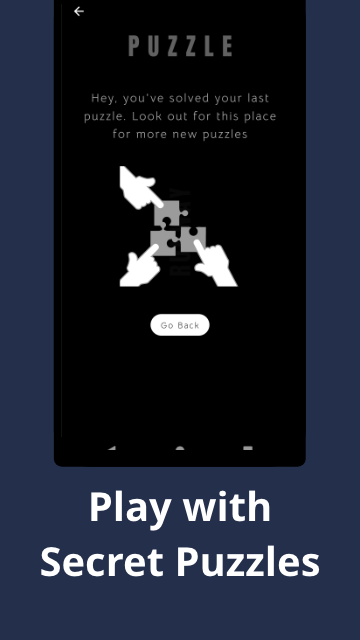 PUZZLE
Hey, you've solved your last
puzzle. Look out for this place
for more new puzzles
Go Back
Play with
Secret Puzzles